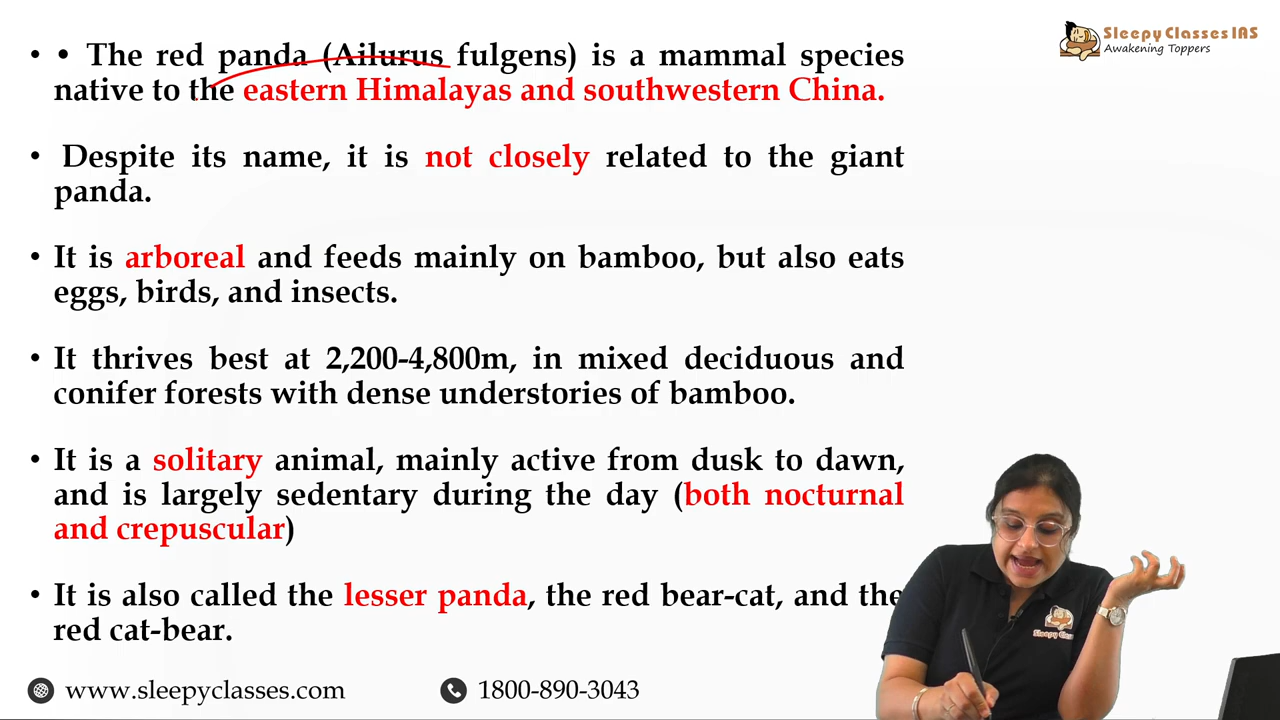 Sleepy Classes IAS
Awakening Toppers
• • The red panda (Ailurus fulgens) is a mammal species
native to the eastern Himalayas and southwestern China.
• Despite its name, it is not closely related to the giant
panda.
• It is arboreal and feeds mainly on bamboo, but also eats
eggs, birds, and insects.
• It thrives best at 2,200-4,800m, in mixed deciduous and
conifer forests with dense understories of bamboo.
• It is a solitary animal, mainly active from dusk to dawn,
and is largely sedentary during the day (both nocturnal
and crepuscular)
• It is also called the lesser panda, the red bear-cat, and the
red cat-bear.
Sleepy
www.sleepyclasses.com
1800-890-3043